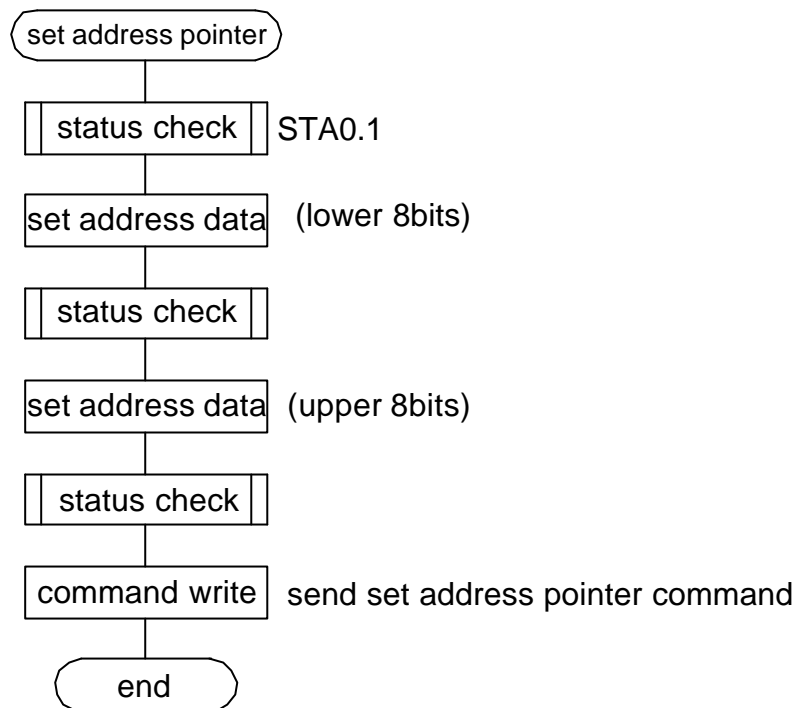 set address pointer
status check STA0.1
set address data (lower 8bits)
status check
set address data (upper 8bits)
status check
command write send set address pointer command
end